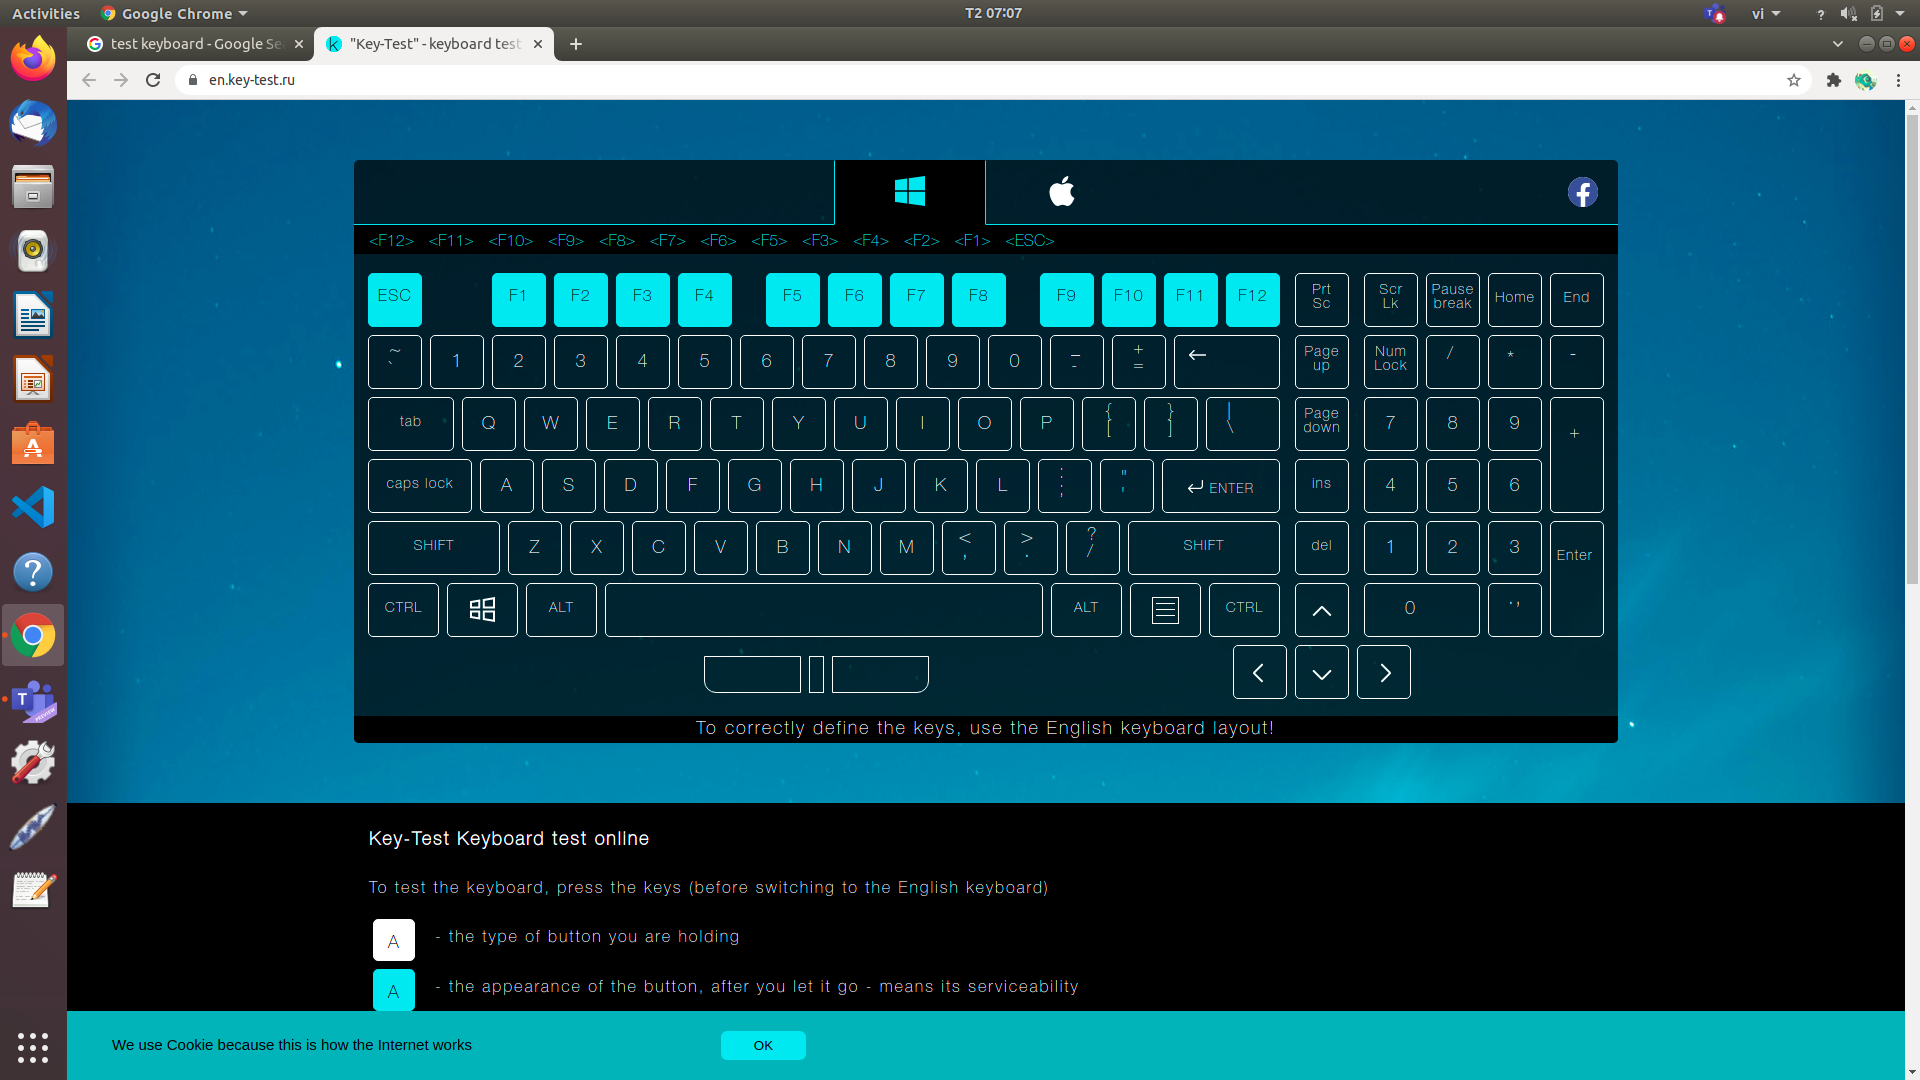 Activities Google Chrome T2 07:07 vi ?
test keyboard - Google Se "Key-Test" - keyboard test
en.key-test.ru
<F12> <F11> <F10> <F9> <F8> <F7> <F6> <F5> <F3> <F4> <F2> <F1> <ESC>
ESC F1 F2 F3 F4 F5 F6 F7 F8 F9 F10 F11 F12 Prt Sc Scr Lk Pause break Home End
~ ` 1 2 3 4 5 6 7 8 9 0 _ - + = ← Page up Num Lock / * -
tab Q W E R T Y U I O P { [ } ] | \ Page down 7 8 9 +
caps lock A S D F G H J K L : ; " ' ↵ ENTER ins 4 5 6
SHIFT Z X C V B N M < , > . ? / SHIFT del 1 2 3 Enter
CTRL ALT ALT CTRL 0 . ,
To correctly define the keys, use the English keyboard layout!
Key-Test Keyboard test online
To test the keyboard, press the keys (before switching to the English keyboard)
A - the type of button you are holding
A - the appearance of the button, after you let it go - means its serviceability
We use Cookie because this is how the Internet works OK